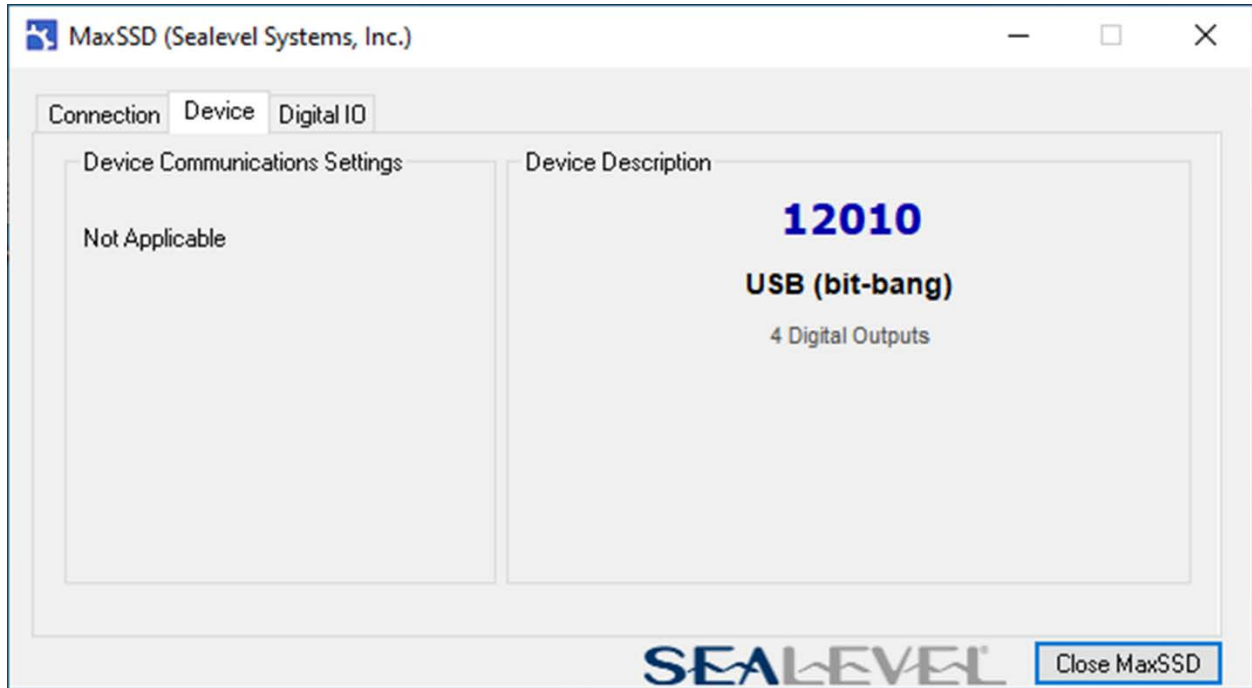 MaxSSD (Sealevel Systems, Inc.)
Connection Device Digital IO
Device Communications Settings
Not Applicable
Device Description
12010
USB (bit-bang)
4 Digital Outputs
SEALEVEL®
Close MaxSSD